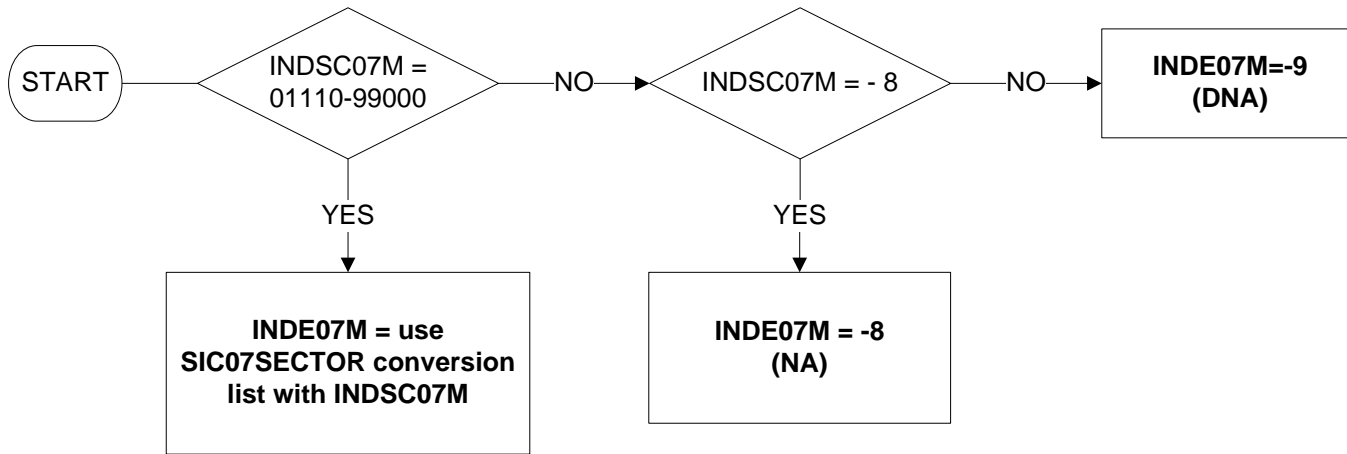 START
INDSC07M =
01110-99000
NO
INDSC07M = - 8
NO
INDE07M=-9
(DNA)
YES
YES
INDE07M = use
SIC07SECTOR conversion
list with INDSC07M
INDE07M = -8
(NA)